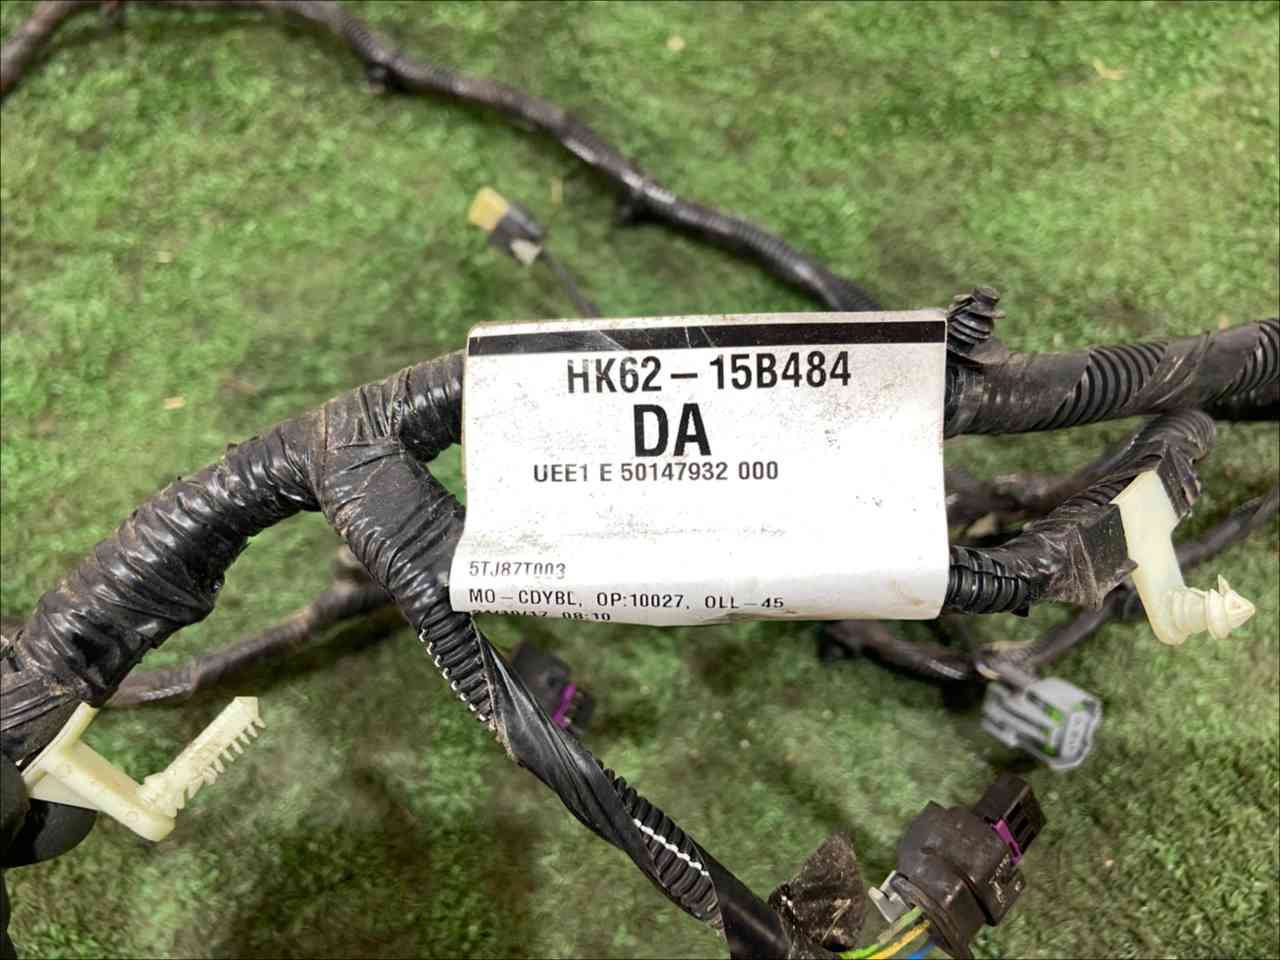 HK62-15B484
DA
UEE1 E 50147932 000
5TJ87T003
MO-CDYBL, OP:10027, OLL-45